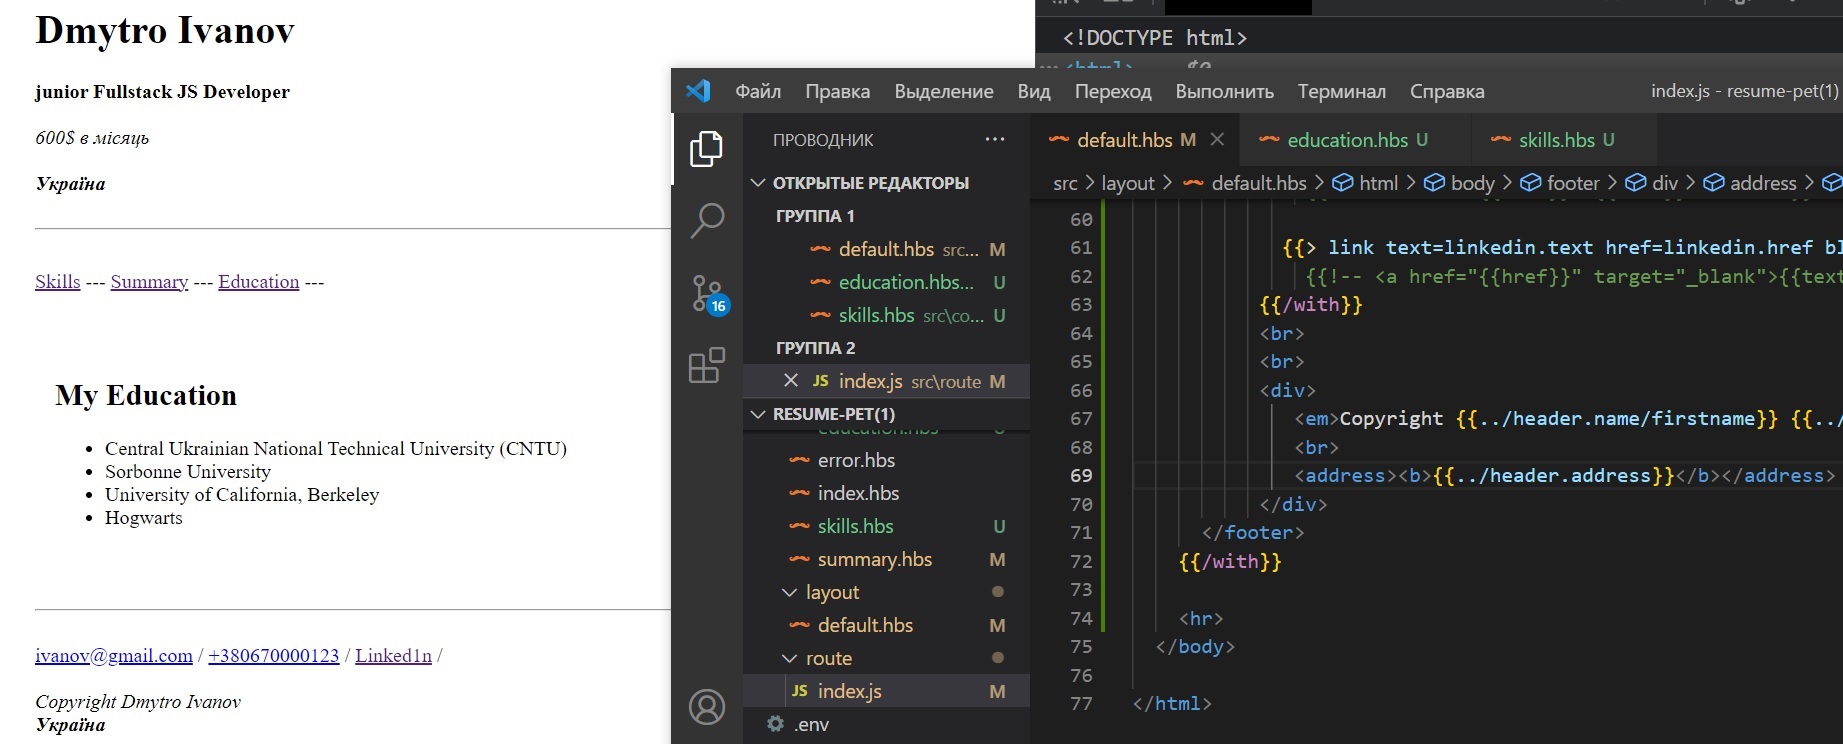 Dmytro Ivanov
junior Fullstack JS Developer
600$ в місяць
Україна
Skills --- Summary --- Education ---
My Education
Central Ukrainian National Technical University (CNTU)
Sorbonne University
University of California, Berkeley
Hogwarts
ivanov@gmail.com / +380670000123 / Linked1n /
Copyright Dmytro Ivanov
Україна
<!DOCTYPE html>
<html>
Файл Правка Выделение Вид Переход Выполнить Терминал Справка index.js - resume-pet(1)
ПРОВОДНИК ...
ОТКРЫТЫЕ РЕДАКТОРЫ
ГРУППА 1
default.hbs src... M
education.hbs... U
skills.hbs src\co... U
ГРУППА 2
JS index.js src\route M
RESUME-PET(1)
education.hbs U
error.hbs
index.hbs
skills.hbs U
summary.hbs M
layout
default.hbs M
route
JS index.js M
.env
16
default.hbs M education.hbs U skills.hbs U
src > layout > default.hbs > html > body > footer > div > address >
60
61 {{> link text=linkedin.text href=linkedin.href bl
62 {{!-- <a href="{{href}}" target="_blank">{{text
63 {{/with}}
64 <br>
65 <br>
66 <div>
67 <em>Copyright {{../header.name/firstname}} {{../
68 <br>
69 <address><b>{{../header.address}}</b></address>
70 </div>
71 </footer>
72 {{/with}}
73
74 <hr>
75 </body>
76
77 </html>